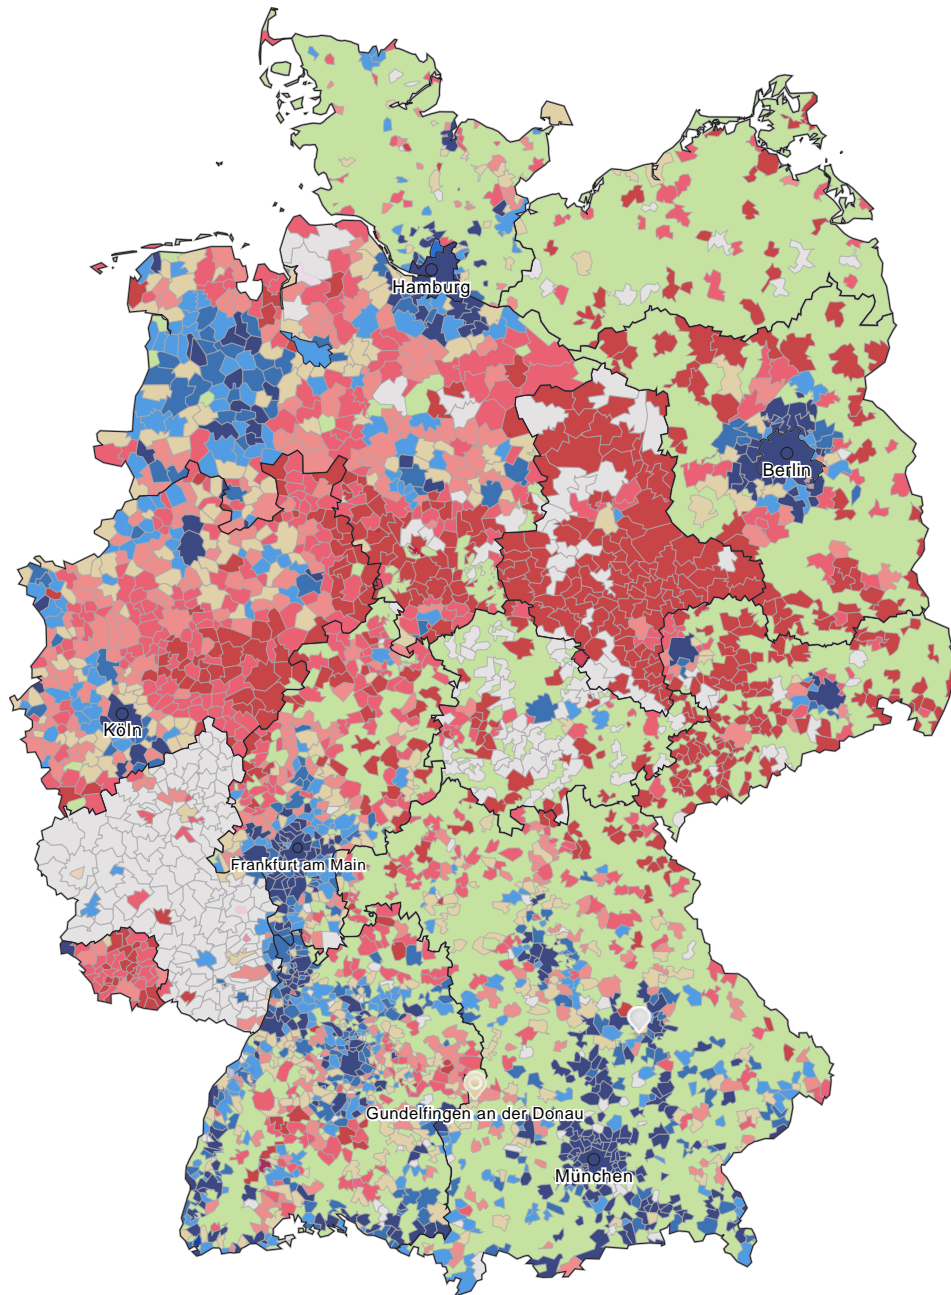 Hamburg
Berlin
Köln
Frankfurt am Main
Gundelfingen an der Donau
München